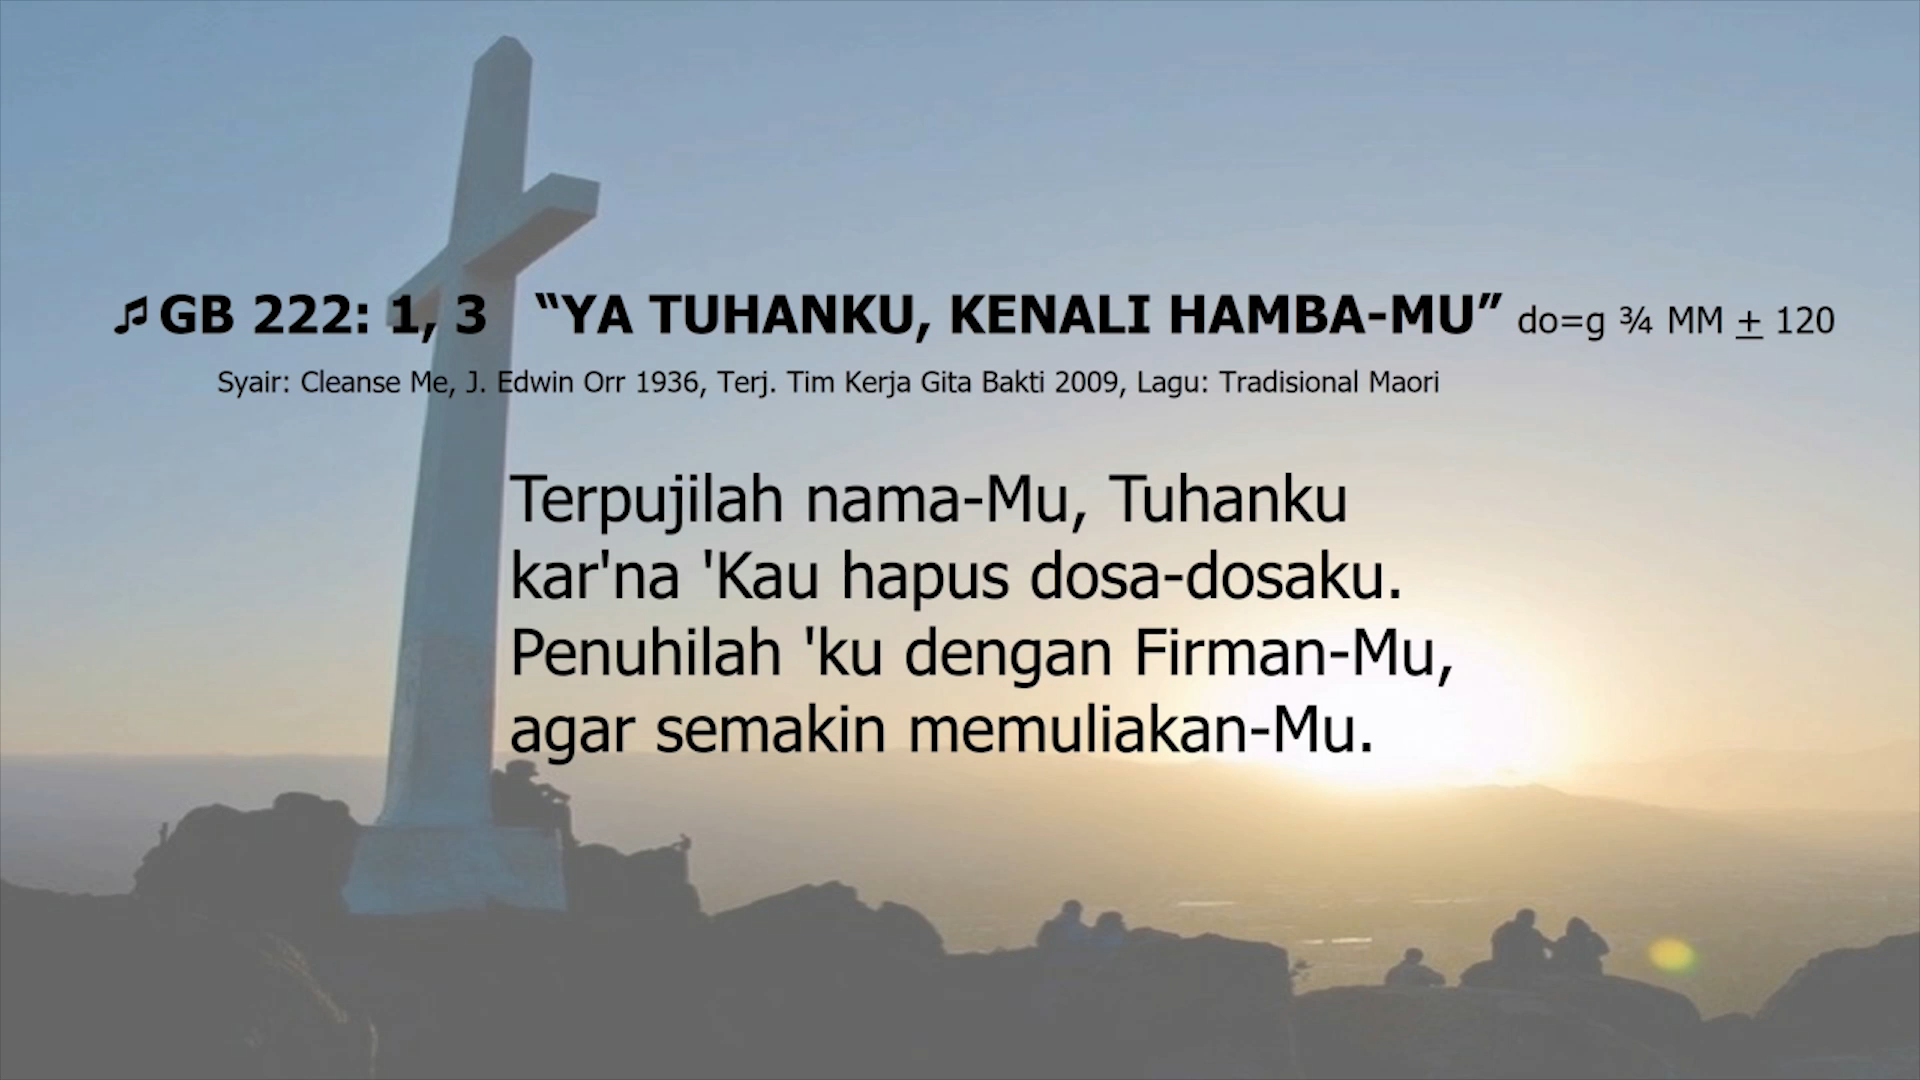 ♫ GB 222: 1, 3 “YA TUHANKU, KENALI HAMBA-MU” do=g ¾ MM ± 120
Syair: Cleanse Me, J. Edwin Orr 1936, Terj. Tim Kerja Gita Bakti 2009, Lagu: Tradisional Maori
Terpujilah nama-Mu, Tuhanku
kar'na 'Kau hapus dosa-dosaku.
Penuhilah 'ku dengan Firman-Mu,
agar semakin memuliakan-Mu.